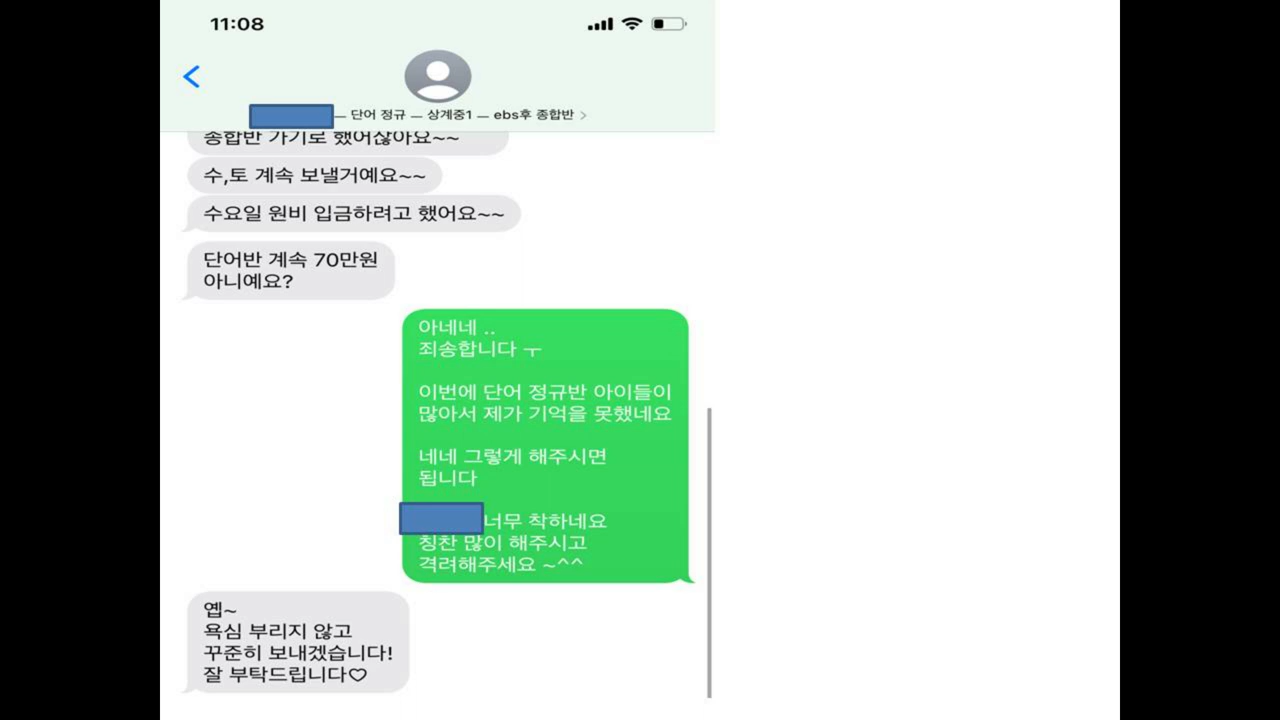 11:08
— 단어 정규 — 상계중1 — ebs후 종합반 >
종합반 가기로 했어잖아요~~
수,토 계속 보낼거예요~~
수요일 원비 입금하려고 했어요~~
단어반 계속 70만원
아니예요?
아네네 ..
죄송합니다 ㅜ
이번에 단어 정규반 아이들이
많아서 제가 기억을 못했네요
네네 그렇게 해주시면
됩니다
너무 착하네요
칭찬 많이 해주시고
격려해주세요 ~^^
옙~
욕심 부리지 않고
꾸준히 보내겠습니다!
잘 부탁드립니다♡